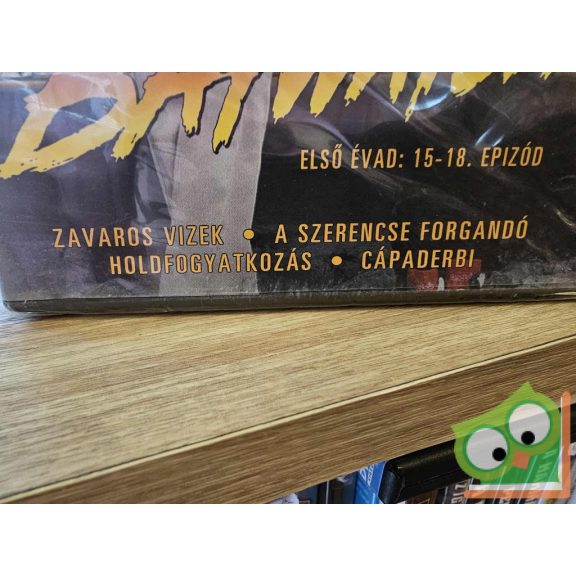 ELSŐ ÉVAD: 15-18. EPIZÓD
ZAVAROS VIZEK • A SZERENCSE FORGANDÓ
HOLDFOGYATKOZÁS • CÁPADERBI